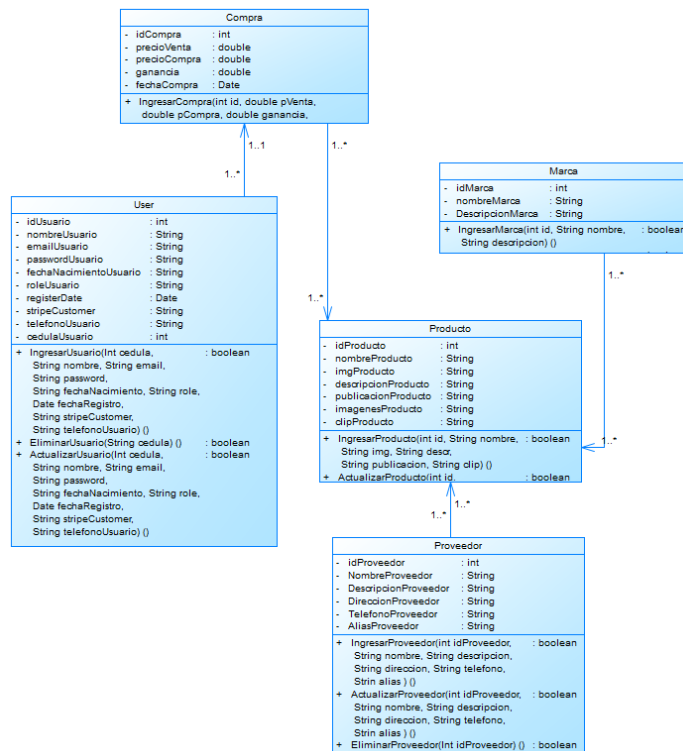 Compra
- idCompra : int
- precioVenta : double
- precioCompra : double
- ganancia : double
- fechaCompra : Date
+ IngresarCompra(int id, double pVenta,
double pCompra, double ganancia,
1..1
1..*
1..*
1..*
User
- idUsuario : int
- nombreUsuario : String
- emailUsuario : String
- passwordUsuario : String
- fechaNacimientoUsuario : String
- roleUsuario : String
- registerDate : Date
- stripeCustomer : String
- telefonoUsuario : String
- cedulaUsuario : int
+ IngresarUsuario(Int cedula, : boolean
String nombre, String email,
String password,
String fechaNacimiento, String role,
Date fechaRegistro,
String stripeCustomer,
String telefonoUsuario) ()
+ EliminarUsuario(String cedula) () : boolean
+ ActualizarUsuario(Int cedula, : boolean
String nombre, String email,
String password,
String fechaNacimiento, String role,
Date fechaRegistro,
String stripeCustomer,
String telefonoUsuario) ()
Marca
- idMarca : int
- nombreMarca : String
- DescripcionMarca : String
+ IngresarMarca(int id, String nombre, : boolean
String descripcion) ()
1..*
1..*
Producto
- idProducto : int
- nombreProducto : String
- imgProducto : String
- descripcionProducto : String
- publicacionProducto : String
- imagenesProducto : String
- clipProducto : String
+ IngresarProducto(int id, String nombre, : boolean
String img, String descr,
String publicacion, String clip) ()
+ ActualizarProducto(int id, : boolean
1..*
1..*
Proveedor
- idProveedor : int
- NombreProveedor : String
- DescripcionProveedor : String
- DireccionProveedor : String
- TelefonoProveedor : String
- AliasProveedor : String
+ IngresarProveedor(int idProveedor, : boolean
String nombre, String descripcion,
String direccion, String telefono,
Strin alias ) ()
+ ActualizarProveedor(int idProveedor, : boolean
String nombre, String descripcion,
String direccion, String telefono,
Strin alias ) ()
+ EliminarProveedor(Int idProveedor) () : boolean